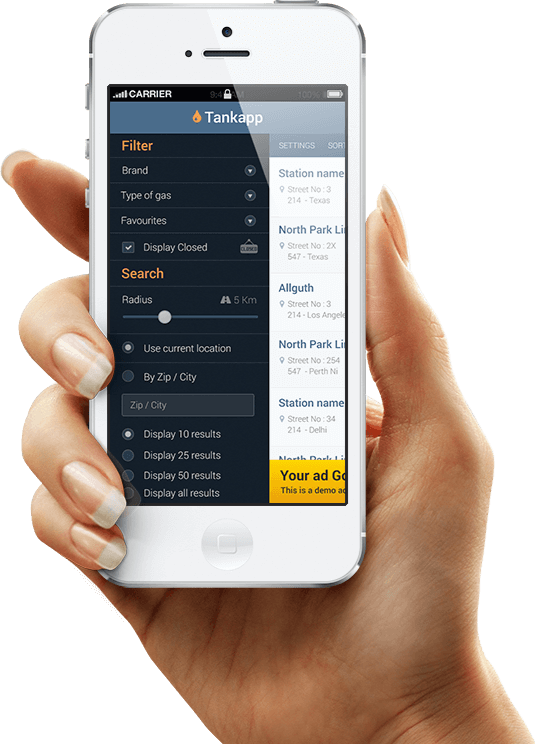 CARRIER
100%
Tankapp
Filter
Brand
Type of gas
Favourites
Display Closed
CLOSED
Search
Radius
5 Km
Use current location
By Zip / City
Zip / City
Display 10 results
Display 25 results
Display 50 results
Display all results
SETTINGS
SORT
Station name
Street No : 3
214 - Texas
North Park Li
Street No : 2X
547 - Texas
Allguth
Street No : 3
214 - Los Angele
North Park Li
Street No : 254
547 - Perth Ni
Station name
Street No : 34
214 - Delhi
North Park Li
Your ad Go
This is a demo ad